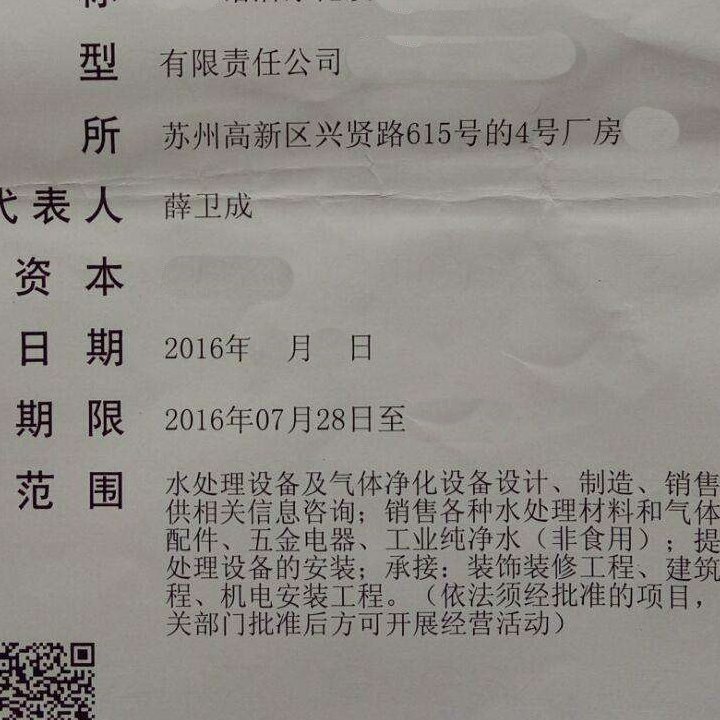 型 有限责任公司
所 苏州高新区兴贤路615号的4号厂房
代表人 薛卫成
资本
日期 2016年 月 日
期限 2016年07月28日至
范围 水处理设备及气体净化设备设计、制造、销售
供相关信息咨询；销售各种水处理材料和气体
配件、五金电器、工业纯净水（非食用）；提
处理设备的安装；承接：装饰装修工程、建筑
程、机电安装工程。（依法须经批准的项目，
关部门批准后方可开展经营活动）